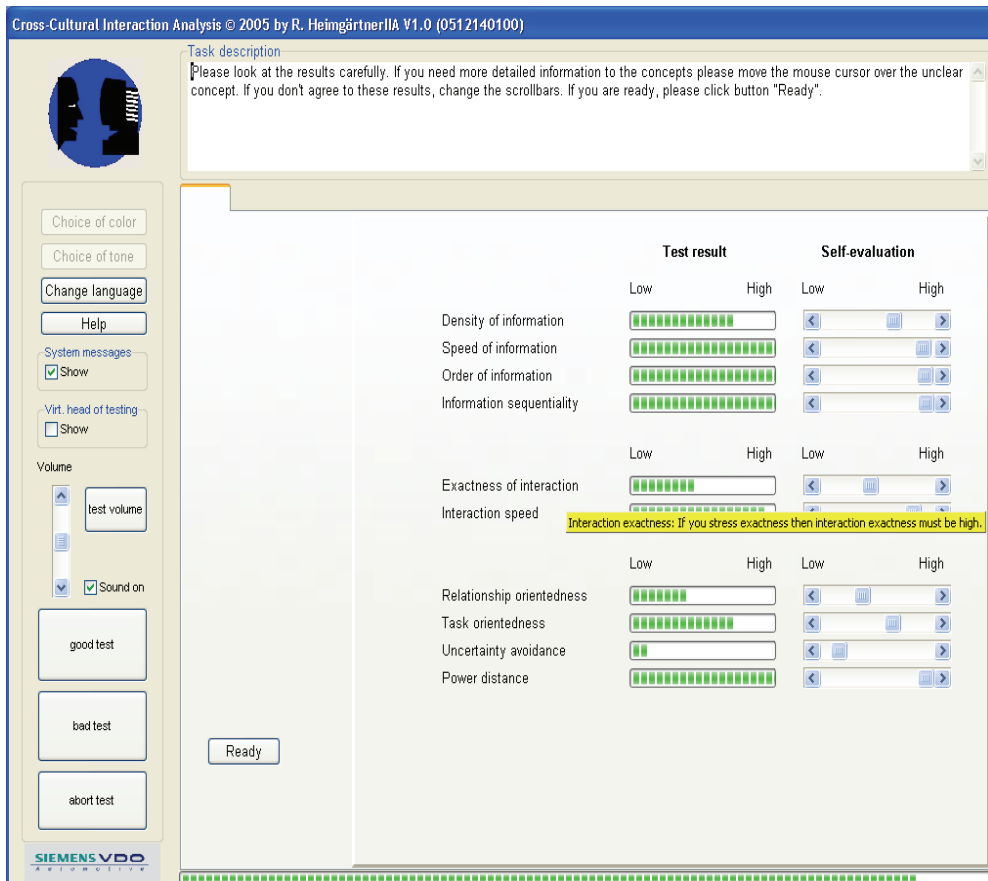 Cross-Cultural Interaction Analysis © 2005 by R. HeimgärtnerIIA V1.0 (0512140100)
Task description
Please look at the results carefully. If you need more detailed information to the concepts please move the mouse cursor over the unclear
concept. If you don't agree to these results, change the scrollbars. If you are ready, please click button "Ready".
Choice of color
Choice of tone
Change language
Help
System messages
Show
Virt. head of testing
Show
Volume
test volume
Sound on
good test
bad test
abort test
SIEMENS VDO
Automotive
Test result Self-evaluation
Low High Low High
Density of information
Speed of information
Order of information
Information sequentiality
Low High Low High
Exactness of interaction
Interaction speed
Interaction exactness: If you stress exactness then interaction exactness must be high.
Low High Low High
Relationship orientedness
Task orientedness
Uncertainty avoidance
Power distance
Ready